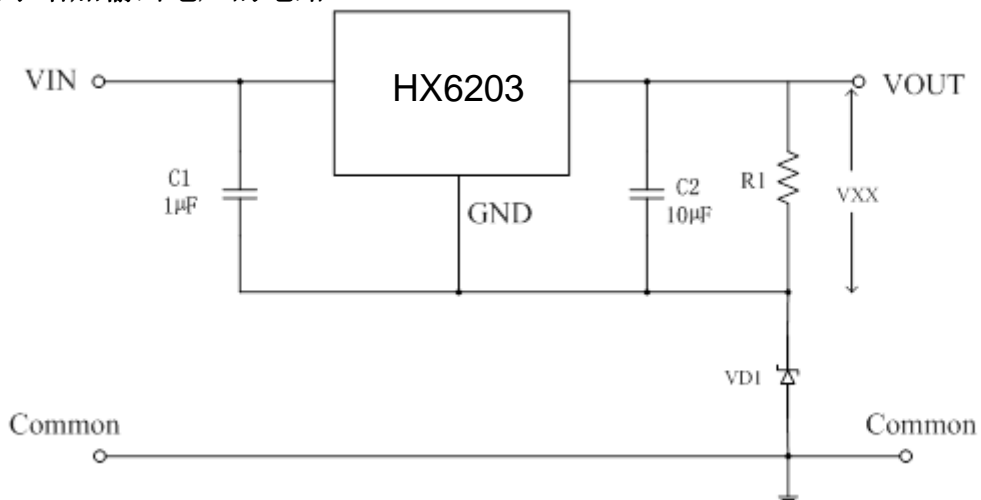 VIN
HX6203
VOUT
C1
1μF
GND
C2
10μF
R1
VXX
VD1
Common
Common